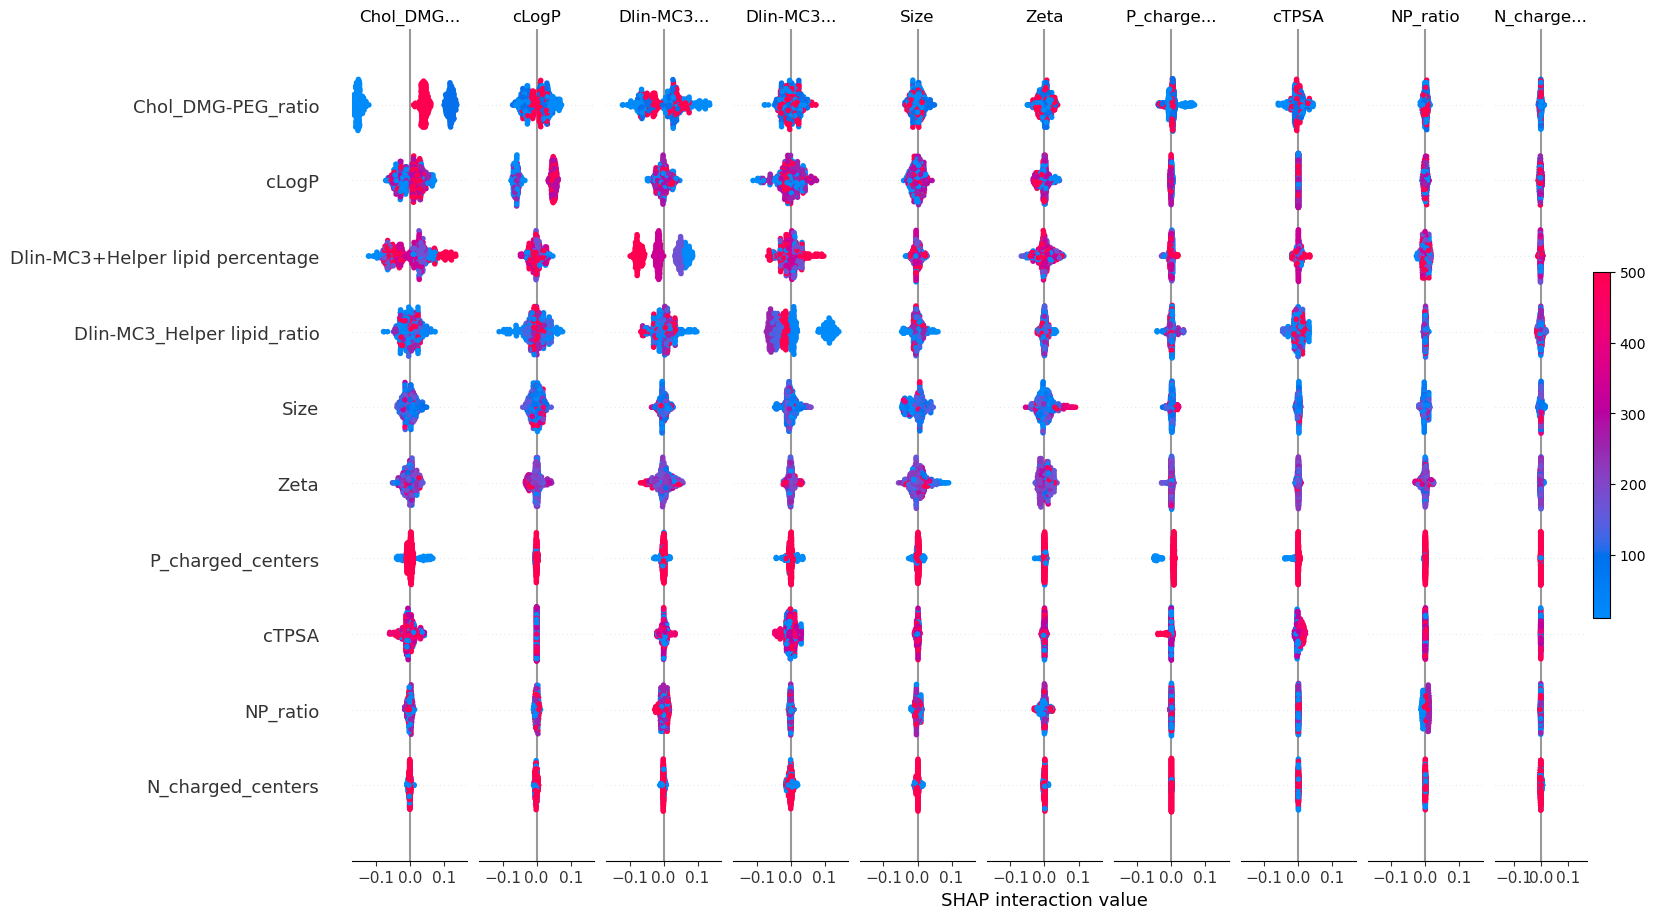 Chol_DMG... cLogP Dlin-MC3... Dlin-MC3... Size Zeta P_charge... cTPSA NP_ratio N_charge...
Chol_DMG-PEG_ratio
cLogP
Dlin-MC3+Helper lipid percentage
Dlin-MC3_Helper lipid_ratio
Size
Zeta
P_charged_centers
cTPSA
NP_ratio
N_charged_centers
500
400
300
200
100
−0.1 0.0 0.1 −0.1 0.0 0.1 −0.1 0.0 0.1 −0.1 0.0 0.1 −0.1 0.0 0.1 −0.1 0.0 0.1 −0.1 0.0 0.1 −0.1 0.0 0.1 −0.1 0.0 0.1 −0.1 0.0 0.1
SHAP interaction value